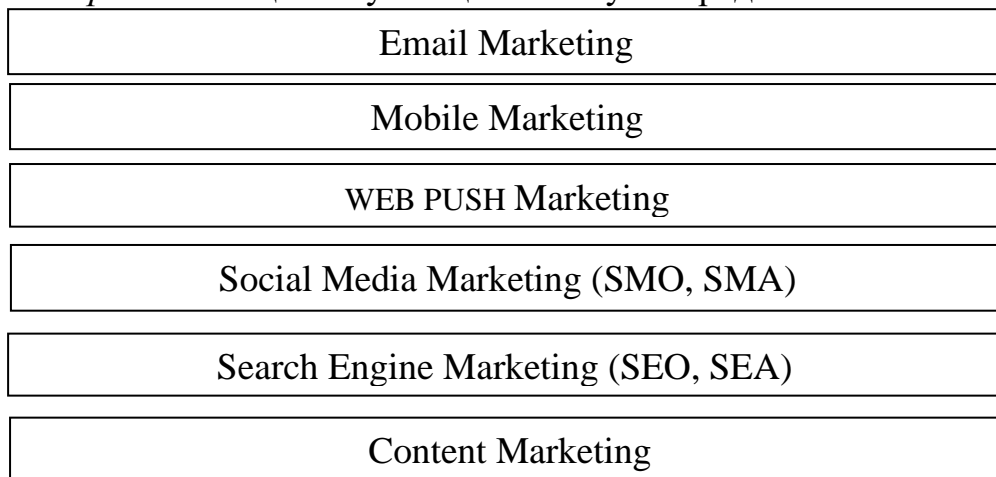 Email Marketing
Mobile Marketing
WEB PUSH Marketing
Social Media Marketing (SMO, SMA)
Search Engine Marketing (SEO, SEA)
Content Marketing